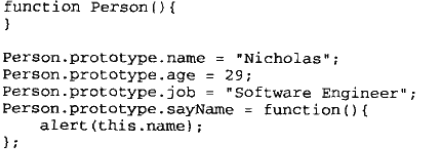 function Person(){
}
Person.prototype.name = "Nicholas";
Person.prototype.age = 29;
Person.prototype.job = "Software Engineer";
Person.prototype.sayName = function(){
    alert(this.name);
};